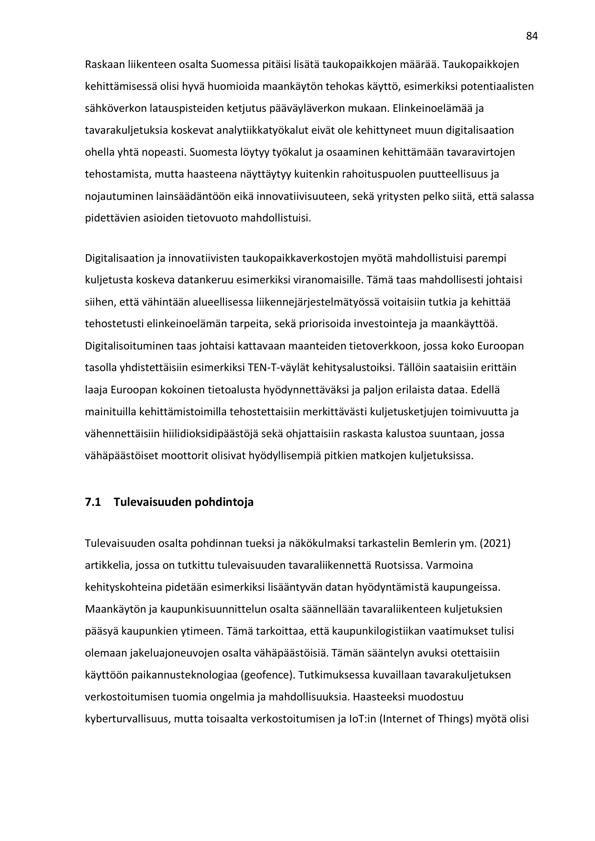 84
Raskaan liikenteen osalta Suomessa pitäisi lisätä taukopaikkojen määrää. Taukopaikkojen
kehittämisessä olisi hyvä huomioida maankäytön tehokas käyttö, esimerkiksi potentiaalisten
sähköverkon latauspisteiden ketjutus pääväyläverkon mukaan. Elinkeinoelämää ja
tavarakuljetuksia koskevat analytiikkatyökalut eivät ole kehittyneet muun digitalisaation
ohella yhtä nopeasti. Suomesta löytyy työkalut ja osaaminen kehittämään tavaravirtojen
tehostamista, mutta haasteena näyttäytyy kuitenkin rahoituspuolen puutteellisuus ja
nojautuminen lainsäädäntöön eikä innovatiivisuuteen, sekä yritysten pelko siitä, että salassa
pidettävien asioiden tietovuoto mahdollistuisi.
Digitalisaation ja innovatiivisten taukopaikkaverkostojen myötä mahdollistuisi parempi
kuljetusta koskeva datankeruu esimerkiksi viranomaisille. Tämä taas mahdollisesti johtaisi
siihen, että vähintään alueellisessa liikennejärjestelmätyössä voitaisiin tutkia ja kehittää
tehostetusti elinkeinoelämän tarpeita, sekä priorisoida investointeja ja maankäyttöä.
Digitalisoituminen taas johtaisi kattavaan maanteiden tietoverkkoon, jossa koko Euroopan
tasolla yhdistettäisiin esimerkiksi TEN-T-väylät kehitysalustoiksi. Tällöin saataisiin erittäin
laaja Euroopan kokoinen tietoalusta hyödynnettäväksi ja paljon erilaista dataa. Edellä
mainituilla kehittämistoimilla tehostettaisiin merkittävästi kuljetusketjujen toimivuutta ja
vähennettäisiin hiilidioksidipäästöjä sekä ohjattaisiin raskasta kalustoa suuntaan, jossa
vähäpäästöiset moottorit olisivat hyödyllisempiä pitkien matkojen kuljetuksissa.
7.1 Tulevaisuuden pohdintoja
Tulevaisuuden osalta pohdinnan tueksi ja näkökulmaksi tarkastelin Bemlerin ym. (2021)
artikkelia, jossa on tutkittu tulevaisuuden tavaraliikennettä Ruotsissa. Varmoina
kehityskohteina pidetään esimerkiksi lisääntyvän datan hyödyntämistä kaupungeissa.
Maankäytön ja kaupunkisuunnittelun osalta säännellään tavaraliikenteen kuljetuksien
pääsyä kaupunkien ytimeen. Tämä tarkoittaa, että kaupunkilogistiikan vaatimukset tulisi
olemaan jakeluajoneuvojen osalta vähäpäästöisiä. Tämän sääntelyn avuksi otettaisiin
käyttöön paikannusteknologiaa (geofence). Tutkimuksessa kuvaillaan tavarakuljetuksen
verkostoitumisen tuomia ongelmia ja mahdollisuuksia. Haasteeksi muodostuu
kyberturvallisuus, mutta toisaalta verkostoitumisen ja IoT:in (Internet of Things) myötä olisi